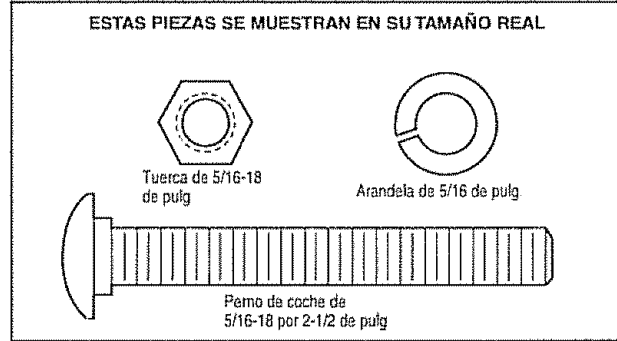 ESTAS PIEZAS SE MUESTRAN EN SU TAMAÑO REAL
Tuerca de 5/16-18
de pulg
Arandela de 5/16 de pulg.
Perno de coche de
5/16-18 por 2-1/2 de pulg